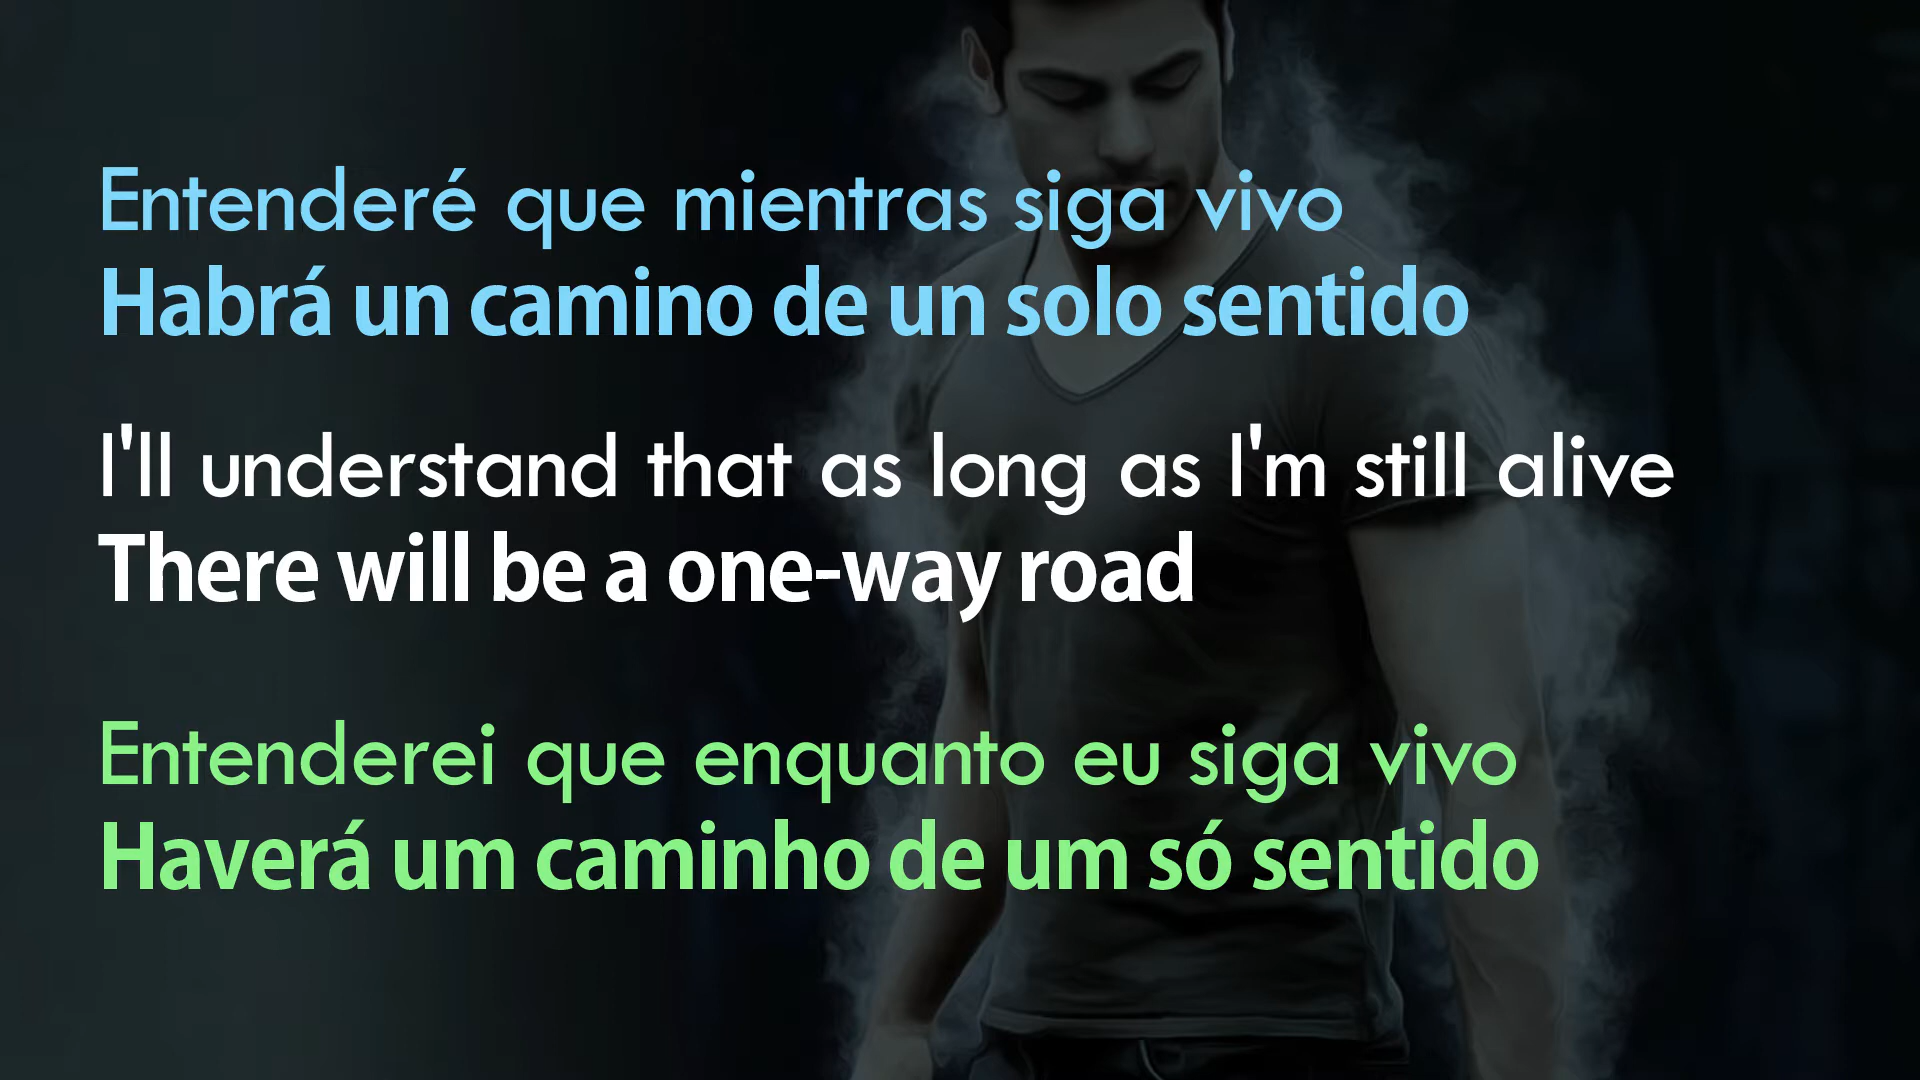 Entenderé que mientras siga vivo
Habrá un camino de un solo sentido
I'll understand that as long as I'm still alive
There will be a one-way road
Entenderei que enquanto eu siga vivo
Haverá um caminho de um só sentido